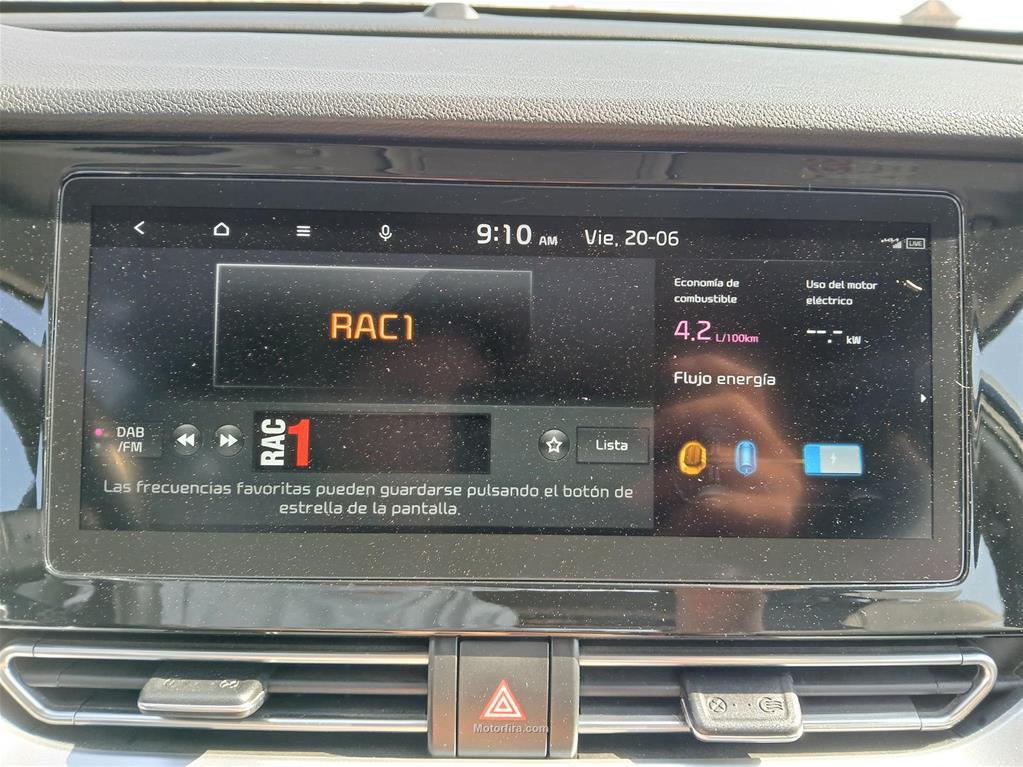 9:10 AM Vie, 20-06
LIVE
RAC1
DAB
/FM
RAC1
Lista
Las frecuencias favoritas pueden guardarse pulsando el botón de
estrella de la pantalla.
Economía de
combustible
4.2 L/100km
Uso del motor
eléctrico
--.- kW
Flujo energía
Motorfira.com